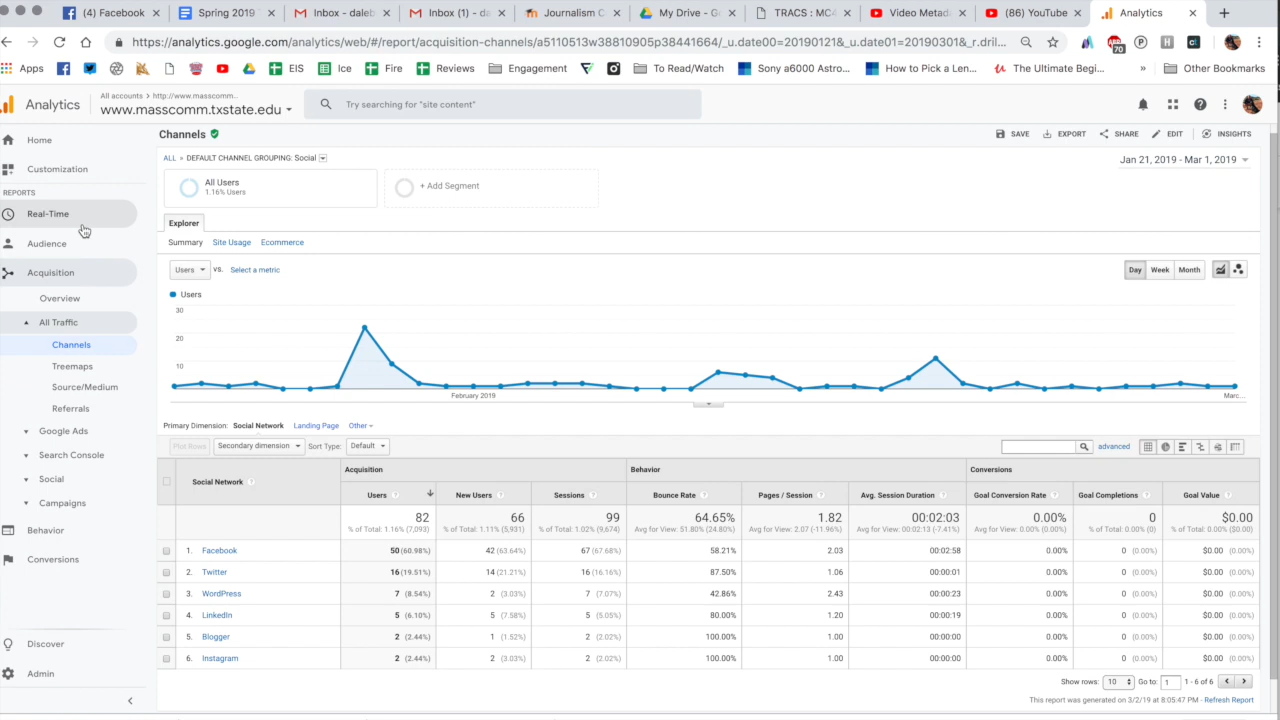 Facebook
Spring 2019
Inbox - daleb
Inbox (1) - d
Journalism C
My Drive - G
TRACS : MC4
Video Metad
(86) YouTube
Analytics
https://analytics.google.com/analytics/web/#/report/acquisition-channels/a5110513w38810905p38441664/_u.date00=20190121&_u.date01=20190301&_r.dril...
70
Apps
EIS
Ice
Fire
Reviews
Engagement
To Read/Watch
Sony a6000 Astro...
How to Pick a Len...
The Ultimate Begi...
»
Other Bookmarks
Analytics
All accounts > http://www.masscomm...
www.masscomm.txstate.edu
Try searching for "site content"
Home
Customization
REPORTS
Real-Time
Audience
Acquisition
Overview
All Traffic
Channels
Treemaps
Source/Medium
Referrals
Google Ads
Search Console
Social
Campaigns
Behavior
Conversions
Discover
Admin
Channels
SAVE
EXPORT
SHARE
EDIT
INSIGHTS
ALL » DEFAULT CHANNEL GROUPING: Social
Jan 21, 2019 - Mar 1, 2019
All Users
1.16% Users
+ Add Segment
Explorer
Summary Site Usage Ecommerce
Users vs. Select a metric
Day Week Month
Users
30
20
10
February 2019
Marc...
Primary Dimension: Social Network Landing Page Other
Plot Rows Secondary dimension Sort Type: Default
advanced
Social Network
Acquisition Behavior Conversions
Users New Users Sessions Bounce Rate Pages / Session Avg. Session Duration Goal Conversion Rate Goal Completions Goal Value
82 66 99 64.65% 1.82 00:02:03 0.00% 0 $0.00
% of Total: 1.16% (7,093) % of Total: 1.11% (5,931) % of Total: 1.02% (9,674) Avg for View: 51.80% (24.80%) Avg for View: 2.07 (-11.96%) Avg for View: 00:02:13 (-7.41%) Avg for View: 0.00% (0.00%) % of Total: 0.00% (0) % of Total: 0.00% ($0.00)
1. Facebook 50 (60.98%) 42 (63.64%) 67 (67.68%) 58.21% 2.03 00:02:58 0.00% 0 (0.00%) $0.00 (0.00%)
2. Twitter 16 (19.51%) 14 (21.21%) 16 (16.16%) 87.50% 1.06 00:00:01 0.00% 0 (0.00%) $0.00 (0.00%)
3. WordPress 7 (8.54%) 2 (3.03%) 7 (7.07%) 42.86% 2.43 00:00:23 0.00% 0 (0.00%) $0.00 (0.00%)
4. LinkedIn 5 (6.10%) 5 (7.58%) 5 (5.05%) 80.00% 1.20 00:00:19 0.00% 0 (0.00%) $0.00 (0.00%)
5. Blogger 2 (2.44%) 1 (1.52%) 2 (2.02%) 100.00% 1.00 00:00:00 0.00% 0 (0.00%) $0.00 (0.00%)
6. Instagram 2 (2.44%) 2 (3.03%) 2 (2.02%) 100.00% 1.00 00:00:00 0.00% 0 (0.00%) $0.00 (0.00%)
Show rows: 10 Go to: 1 1 - 6 of 6
This report was generated on 3/2/19 at 8:05:47 PM - Refresh Report